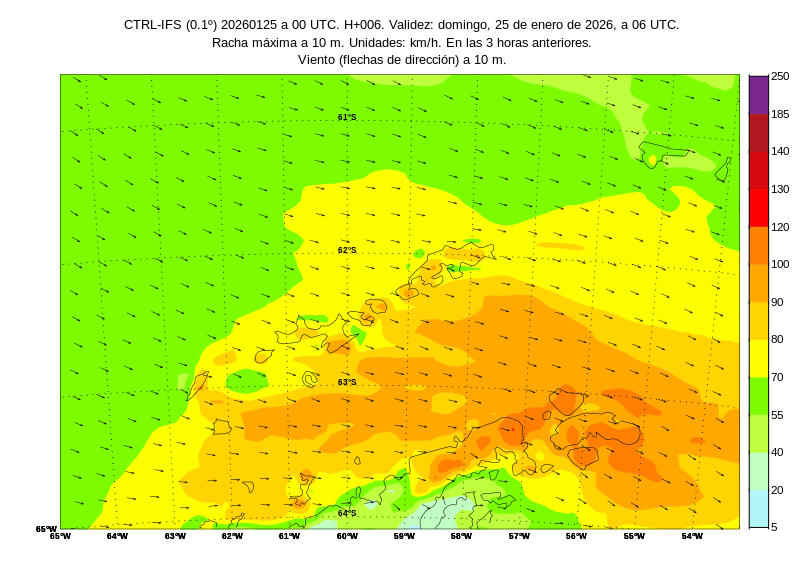 CTRL-IFS (0.1º) 20260125 a 00 UTC. H+006. Validez: domingo, 25 de enero de 2026, a 06 UTC.
Racha máxima a 10 m. Unidades: km/h. En las 3 horas anteriores.
Viento (flechas de dirección) a 10 m.
250
185
140
130
120
100
90
80
70
55
40
20
5
61°S
62°S
63°S
64°S
65°W
65°W
64°W
63°W
62°W
61°W
60°W
59°W
58°W
57°W
56°W
55°W
54°W